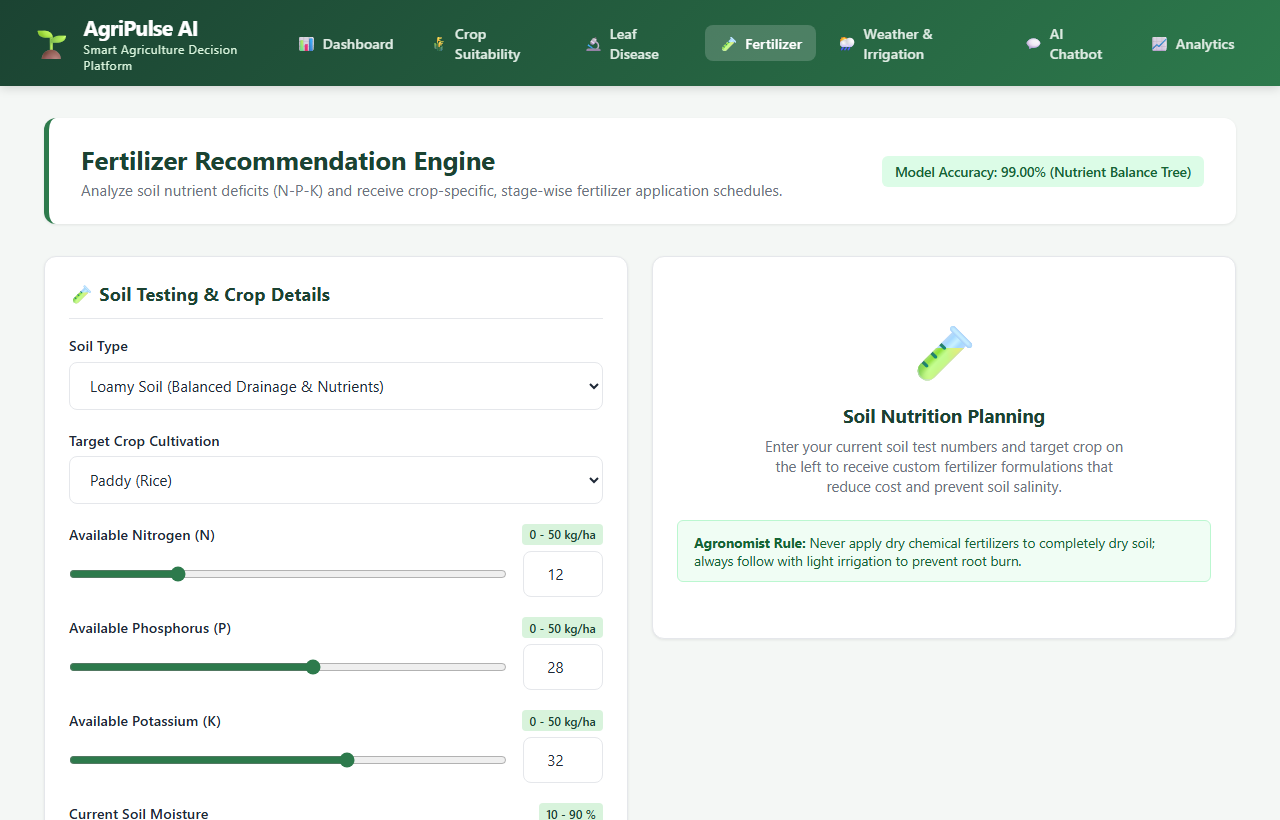 AgriPulse AI
Smart Agriculture Decision
Platform
Dashboard
Crop
Suitability
Leaf
Disease
Fertilizer
Weather &
Irrigation
AI
Chatbot
Analytics
Fertilizer Recommendation Engine
Analyze soil nutrient deficits (N-P-K) and receive crop-specific, stage-wise fertilizer application schedules.
Model Accuracy: 99.00% (Nutrient Balance Tree)
Soil Testing & Crop Details
Soil Type
Loamy Soil (Balanced Drainage & Nutrients)
Target Crop Cultivation
Paddy (Rice)
Available Nitrogen (N)
0 - 50 kg/ha
12
Available Phosphorus (P)
0 - 50 kg/ha
28
Available Potassium (K)
0 - 50 kg/ha
32
Current Soil Moisture
10 - 90 %
Soil Nutrition Planning
Enter your current soil test numbers and target crop on
the left to receive custom fertilizer formulations that
reduce cost and prevent soil salinity.
Agronomist Rule: Never apply dry chemical fertilizers to completely dry soil;
always follow with light irrigation to prevent root burn.